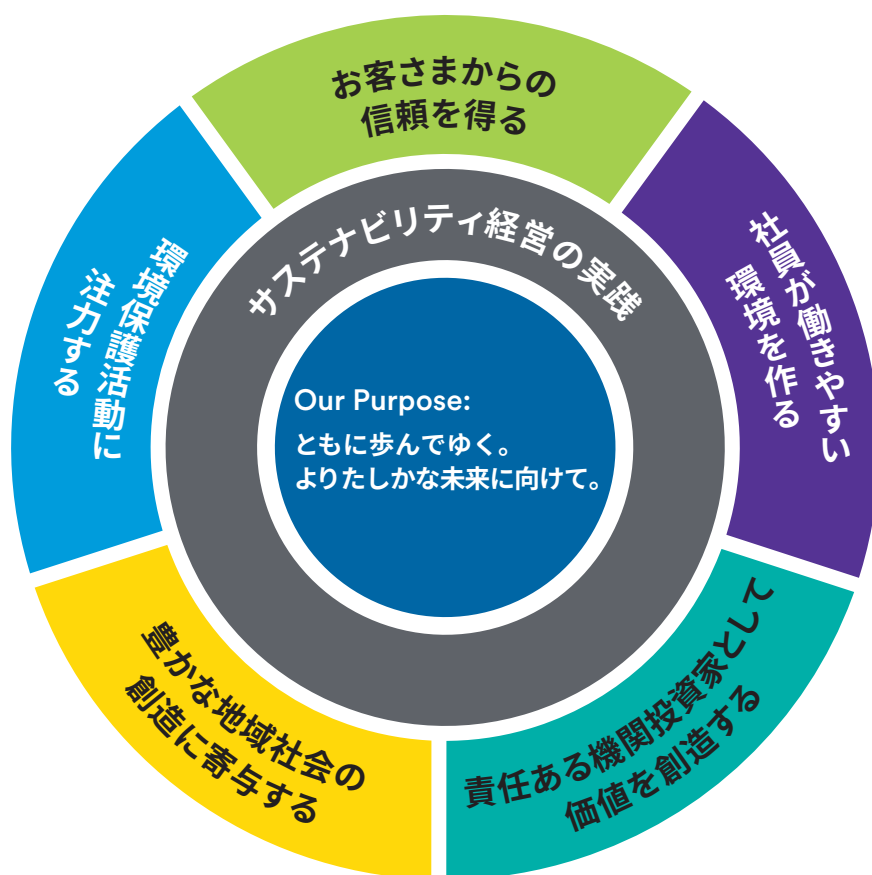 お客さまからの
信頼を得る
社員が働きやすい
環境を作る
責任ある機関投資家として
価値を創造する
豊かな地域社会の
創造に寄与する
環境保護活動に
注力する
サステナビリティ経営の実践
Our Purpose:
ともに歩んでゆく。
よりたしかな未来に向けて。